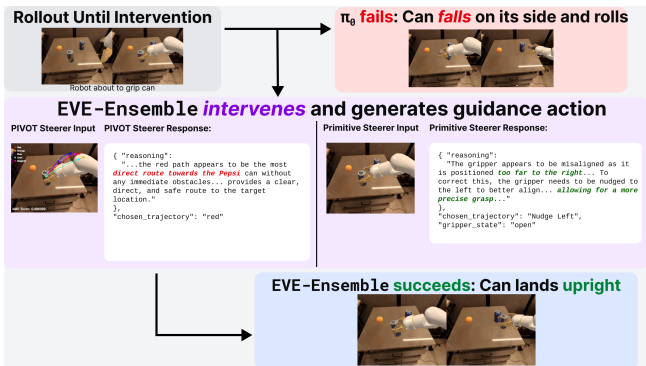 Rollout Until Intervention
Robot about to grip can
πθ fails: Can falls on its side and rolls
EVE-Ensemble intervenes and generates guidance action
PIVOT Steerer Input
PIVOT Steerer Response:
{ "reasoning":
"...the red path appears to be the most
direct route towards the Pepsi can without
any immediate obstacles... provides a clear,
direct, and safe route to the target
location."
},
"chosen_trajectory": "red"
Primitive Steerer Input
Primitive Steerer Response:
{ "reasoning":
"The gripper appears to be misaligned as it
is positioned too far to the right... To
correct this, the gripper needs to be nudged to
the left to better align... allowing for a more
precise grasp..."
},
"chosen_trajectory": "Nudge Left",
"gripper_state": "open"
EVE-Ensemble succeeds: Can lands upright